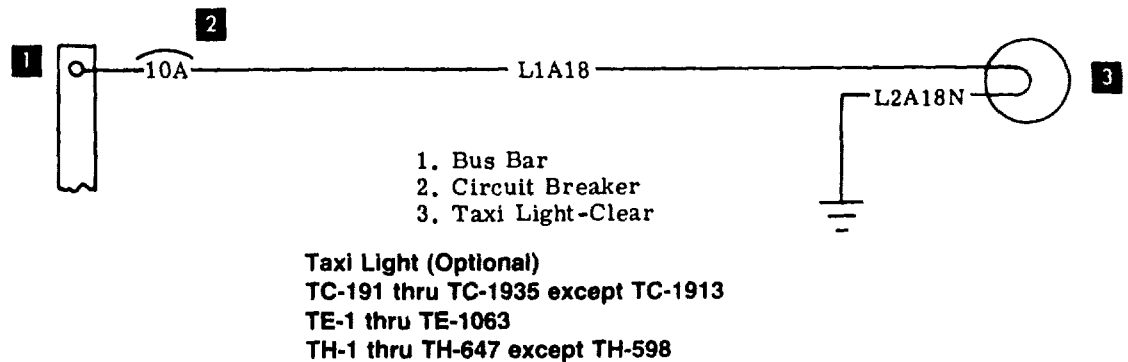 2
1
10A
L1A18
3
L2A18N
1. Bus Bar
2. Circuit Breaker
3. Taxi Light-Clear
Taxi Light (Optional)
TC-191 thru TC-1935 except TC-1913
TE-1 thru TE-1063
TH-1 thru TH-647 except TH-598